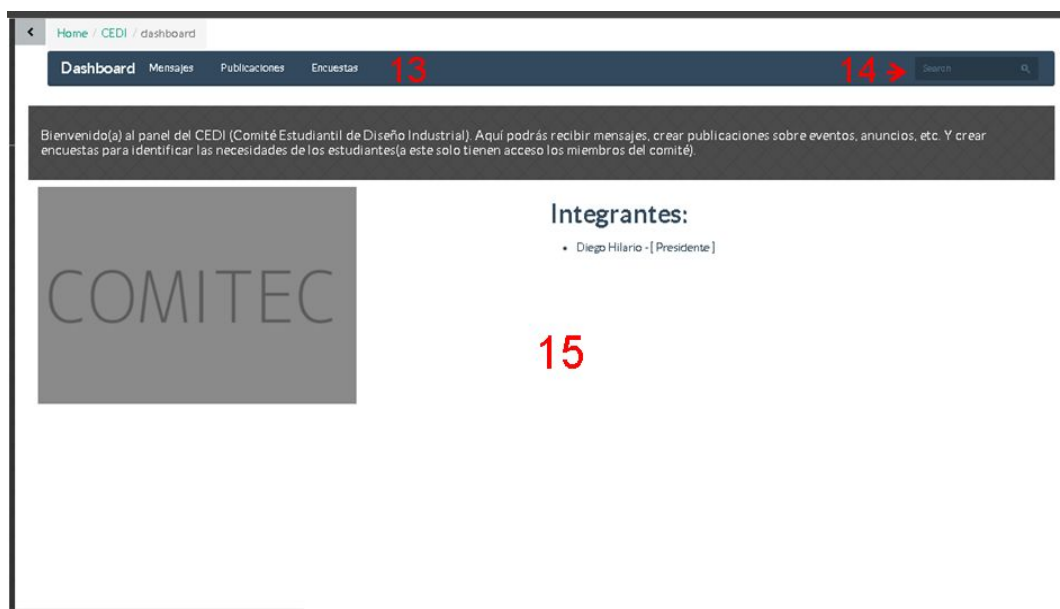 Home / CEDI / dashboard
Dashboard Mensajes Publicaciones Encuestas 13 14 Search
Bienvenido(a) al panel del CEDI (Comité Estudiantil de Diseño Industrial). Aquí podrás recibir mensajes, crear publicaciones sobre eventos, anuncios, etc. Y crear
encuestas para identificar las necesidades de los estudiantes(a este solo tienen acceso los miembros del comité).
COMITEC
Integrantes:
• Diego Hilario - [ Presidente ]
15